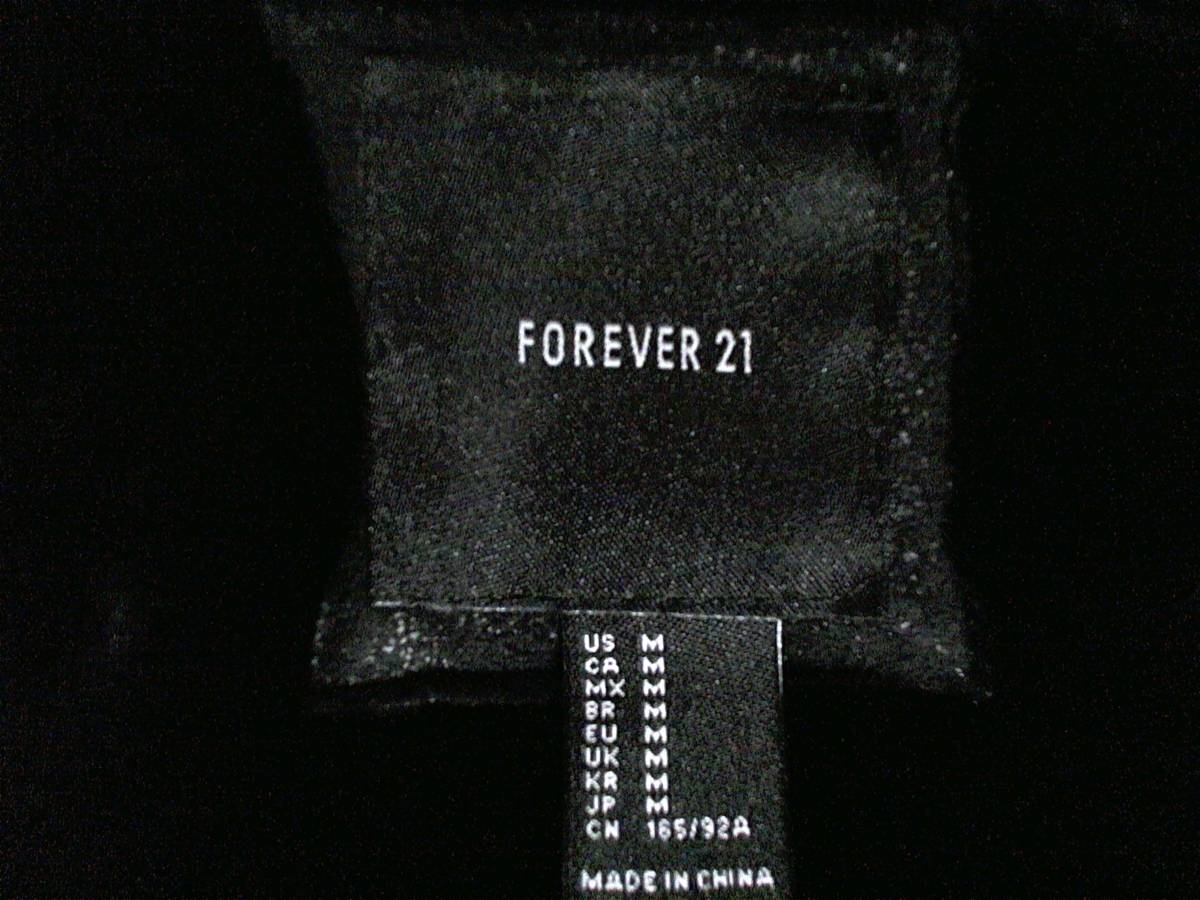 FOREVER 21
US M
CA M
MX M
BR M
EU M
UK M
KR M
JP M
CN 165/92A
MADE IN CHINA